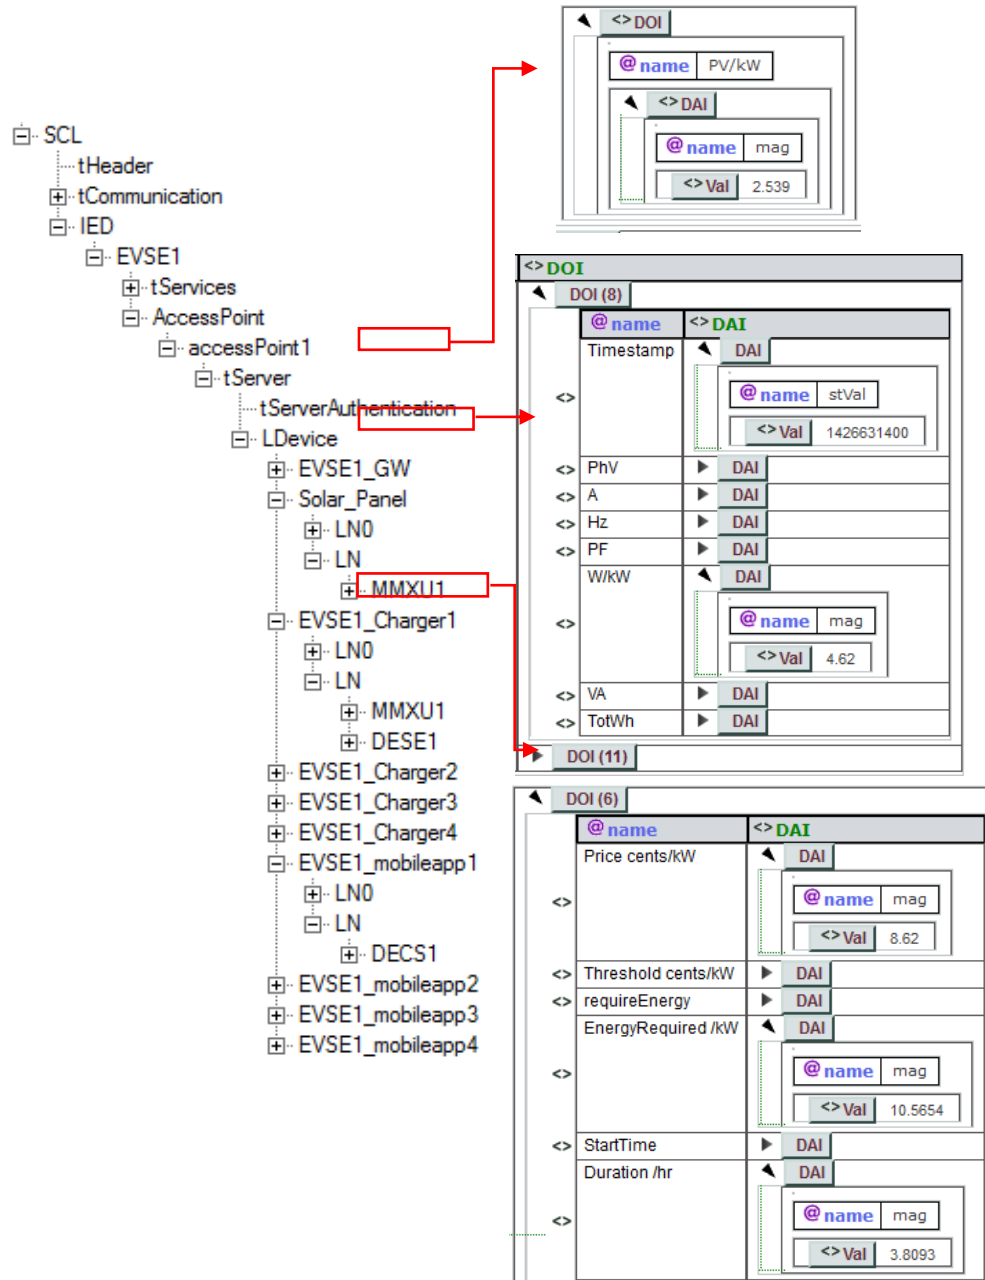 SCL
tHeader
tCommunication
IED
EVSE1
tServices
AccessPoint
accessPoint1
tServer
tServerAuthentication
LDevice
EVSE1_GW
Solar_Panel
LN0
LN
MMXU1
EVSE1_Charger1
LN0
LN
MMXU1
DESE1
EVSE1_Charger2
EVSE1_Charger3
EVSE1_Charger4
EVSE1_mobileapp1
LN0
LN
DECS1
EVSE1_mobileapp2
EVSE1_mobileapp3
EVSE1_mobileapp4
<> DOI
@ name PV/kW
<> DAI
@ name mag
<> Val 2.539
<> DOI
DOI (8)
@ name <> DAI
Timestamp DAI
@ name stVal
<>
<> Val 1426631400
<> PhV DAI
<> A DAI
<> Hz DAI
<> PF DAI
W/kW DAI
@ name mag
<>
<> Val 4.62
<> VA DAI
<> TotWh DAI
DOI (11)
DOI (6)
@ name <> DAI
Price cents/kW DAI
@ name mag
<>
<> Val 8.62
<> Threshold cents/kW DAI
<> requireEnergy DAI
EnergyRequired /kW DAI
@ name mag
<>
<> Val 10.5654
<> StartTime DAI
Duration /hr DAI
@ name mag
<>
<> Val 3.8093